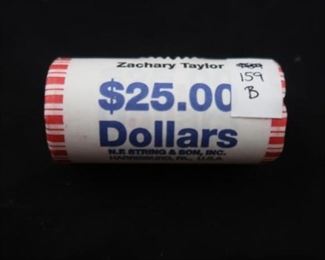 Zachary Taylor
159
B
$25.00
Dollars
N.F. STRING & SON, INC.
HARRISBURG, PA., U.S.A.